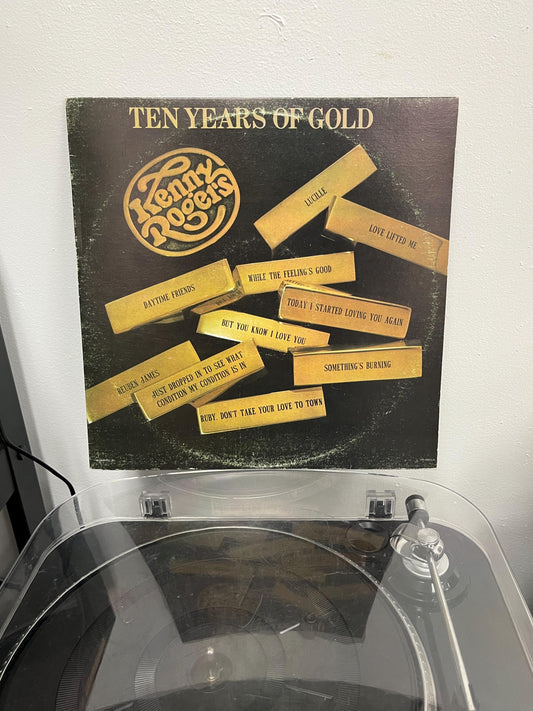 TEN YEARS OF GOLD
Kenny
Rogers
LUCILLE
LOVE LIFTED ME
WHILE THE FEELING'S GOOD
DAYTIME FRIENDS
TODAY I STARTED LOVING YOU AGAIN
BUT YOU KNOW I LOVE YOU
SOMETHING'S BURNING
REUBEN JAMES
JUST DROPPED IN TO SEE WHAT
CONDITION MY CONDITION IS IN
RUBY, DON'T TAKE YOUR LOVE TO TOWN